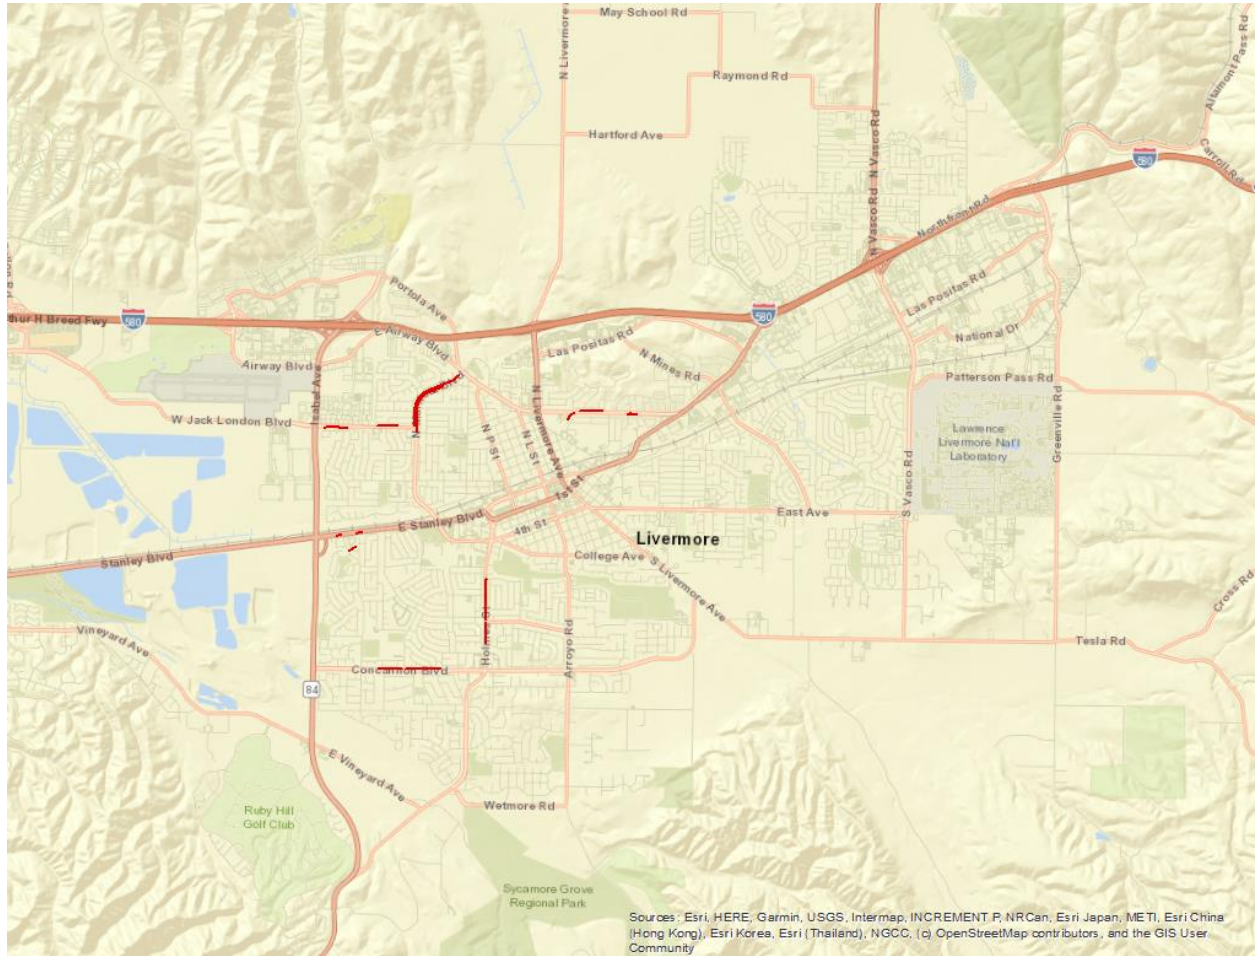 May School Rd
N Livermore
Raymond Rd
Altamont Pass Rd
Hartford Ave
N Vasco Rd
N Vasco Rd
580
Carroll Rd
Northfront Rd
N Vasco Rd
Las Positas Rd
Portola Ave
thur H Breed Fwy
580
580
E Airway Blvd
Las Positas Rd
National Dr
N Mines Rd
Airway Blvd
Isabel Ave
Patterson Pass Rd
W Jack London Blvd
N
N P St
N L St
N Livermore Ave
Lawrence
Livermore Nat'l
Laboratory
Greenville Rd
S Vasco Rd
1st St
E Stanley Blvd
4th St
East Ave
Livermore
Stanley Blvd
College Ave
S Livermore Ave
Cross Rd
Vineyard Ave
Tesla Rd
Arroyo Rd
Concannon Blvd
84
E Vineyard Ave
Wetmore Rd
Ruby Hill
Golf Club
Sycamore Grove
Regional Park
Sources: Esri, HERE, Garmin, USGS, Intermap, INCREMENT P, NRCan, Esri Japan, METI, Esri China
(Hong Kong), Esri Korea, Esri (Thailand), NGCC, (c) OpenStreetMap contributors, and the GIS User
Community